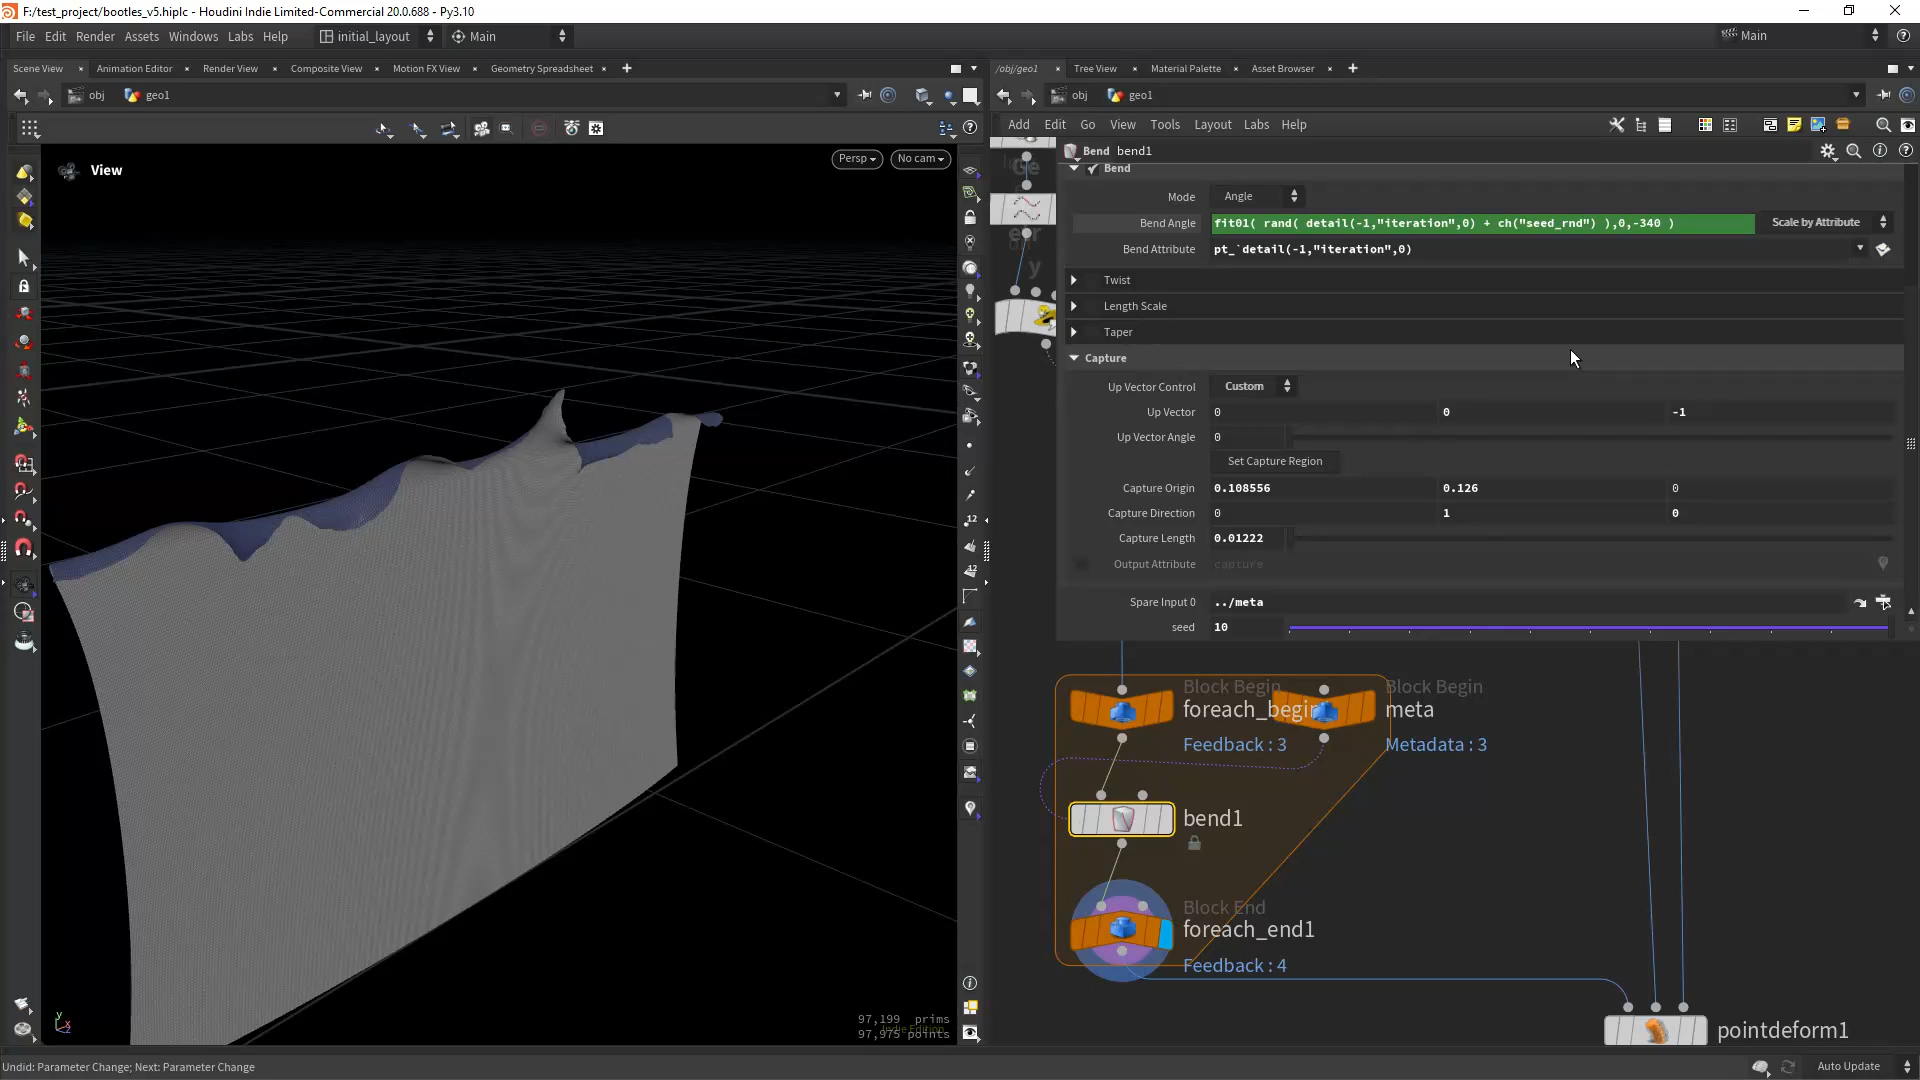 F:/test_project/bootles_v5.hiplc - Houdini Indie Limited-Commercial 20.0.688 - Py3.10
File Edit Render Assets Windows Labs Help initial_layout Main Main
Scene View Animation Editor Render View Composite View Motion FX View Geometry Spreadsheet
/obj/geo1 Tree View Material Palette Asset Browser
obj geo1
obj geo1
Add Edit Go View Tools Layout Labs Help
View
Persp No cam
Bend bend1
Bend
Mode Angle
Bend Angle fit01( rand( detail(-1,"iteration",0) + ch("seed_rnd") ),0,-340 ) Scale by Attribute
Bend Attribute pt_`detail(-1,"iteration",0)
Twist
Length Scale
Taper
Capture
Up Vector Control Custom
Up Vector 0 0 -1
Up Vector Angle 0
Set Capture Region
Capture Origin 0.108556 0.126 0
Capture Direction 0 1 0
Capture Length 0.01222
Output Attribute capture
Spare Input 0 ../meta
seed 10
Block Begin
foreach_begin
Feedback : 3
Block Begin
meta
Metadata : 3
bend1
Block End
foreach_end1
Feedback : 4
pointdeform1
97,199 prims
97,975 points
Indie Edition
12
12
y
x
Undid: Parameter Change; Next: Parameter Change
Auto Update